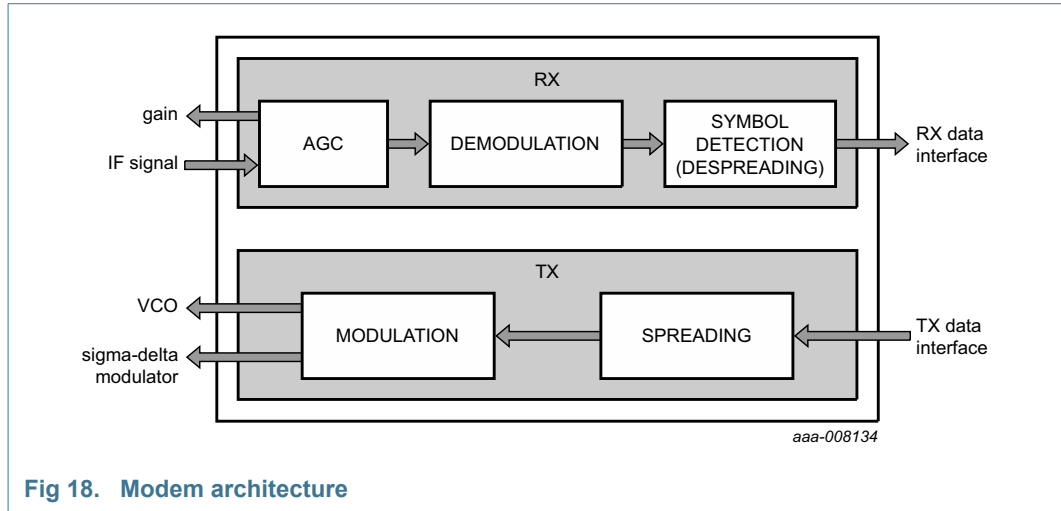 RX
gain
IF signal
AGC
DEMODULATION
SYMBOL
DETECTION
(DESPREADING)
RX data
interface
TX
VCO
sigma-delta
modulator
MODULATION
SPREADING
TX data
interface
aaa-008134
Fig 18. Modem architecture